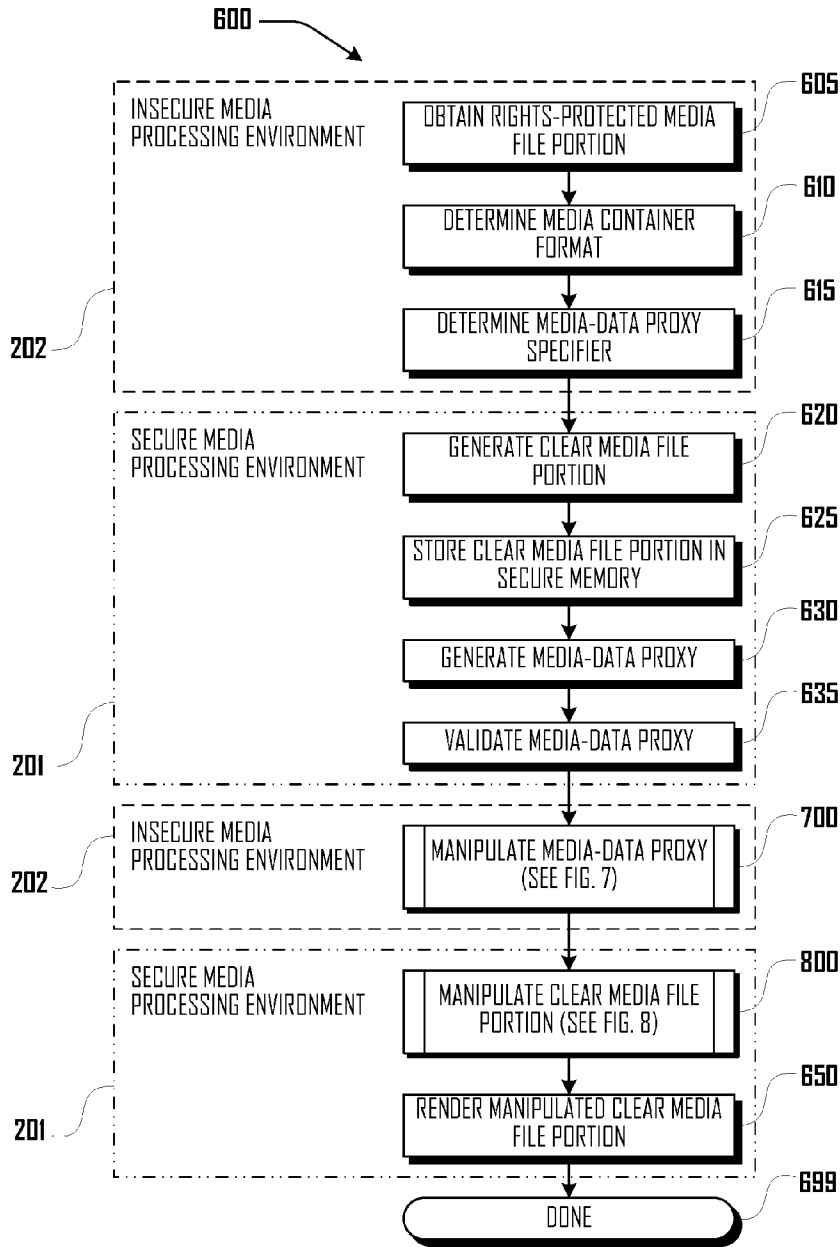 600
INSECURE MEDIA
PROCESSING ENVIRONMENT
605
OBTAIN RIGHTS-PROTECTED MEDIA
FILE PORTION
610
DETERMINE MEDIA CONTAINER
FORMAT
615
DETERMINE MEDIA-DATA PROXY
SPECIFIER
202
SECURE MEDIA
PROCESSING ENVIRONMENT
620
GENERATE CLEAR MEDIA FILE
PORTION
625
STORE CLEAR MEDIA FILE PORTION IN
SECURE MEMORY
630
GENERATE MEDIA-DATA PROXY
635
VALIDATE MEDIA-DATA PROXY
201
INSECURE MEDIA
PROCESSING ENVIRONMENT
700
MANIPULATE MEDIA-DATA PROXY
(SEE FIG. 7)
202
SECURE MEDIA
PROCESSING ENVIRONMENT
800
MANIPULATE CLEAR MEDIA FILE
PORTION (SEE FIG. 8)
650
RENDER MANIPULATED CLEAR MEDIA
FILE PORTION
201
699
DONE